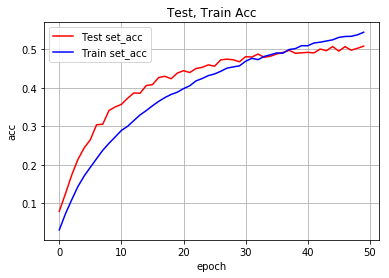 Test, Train Acc
Test set_acc
Train set_acc
acc
0.5
0.4
0.3
0.2
0.1
0 10 20 30 40 50
epoch